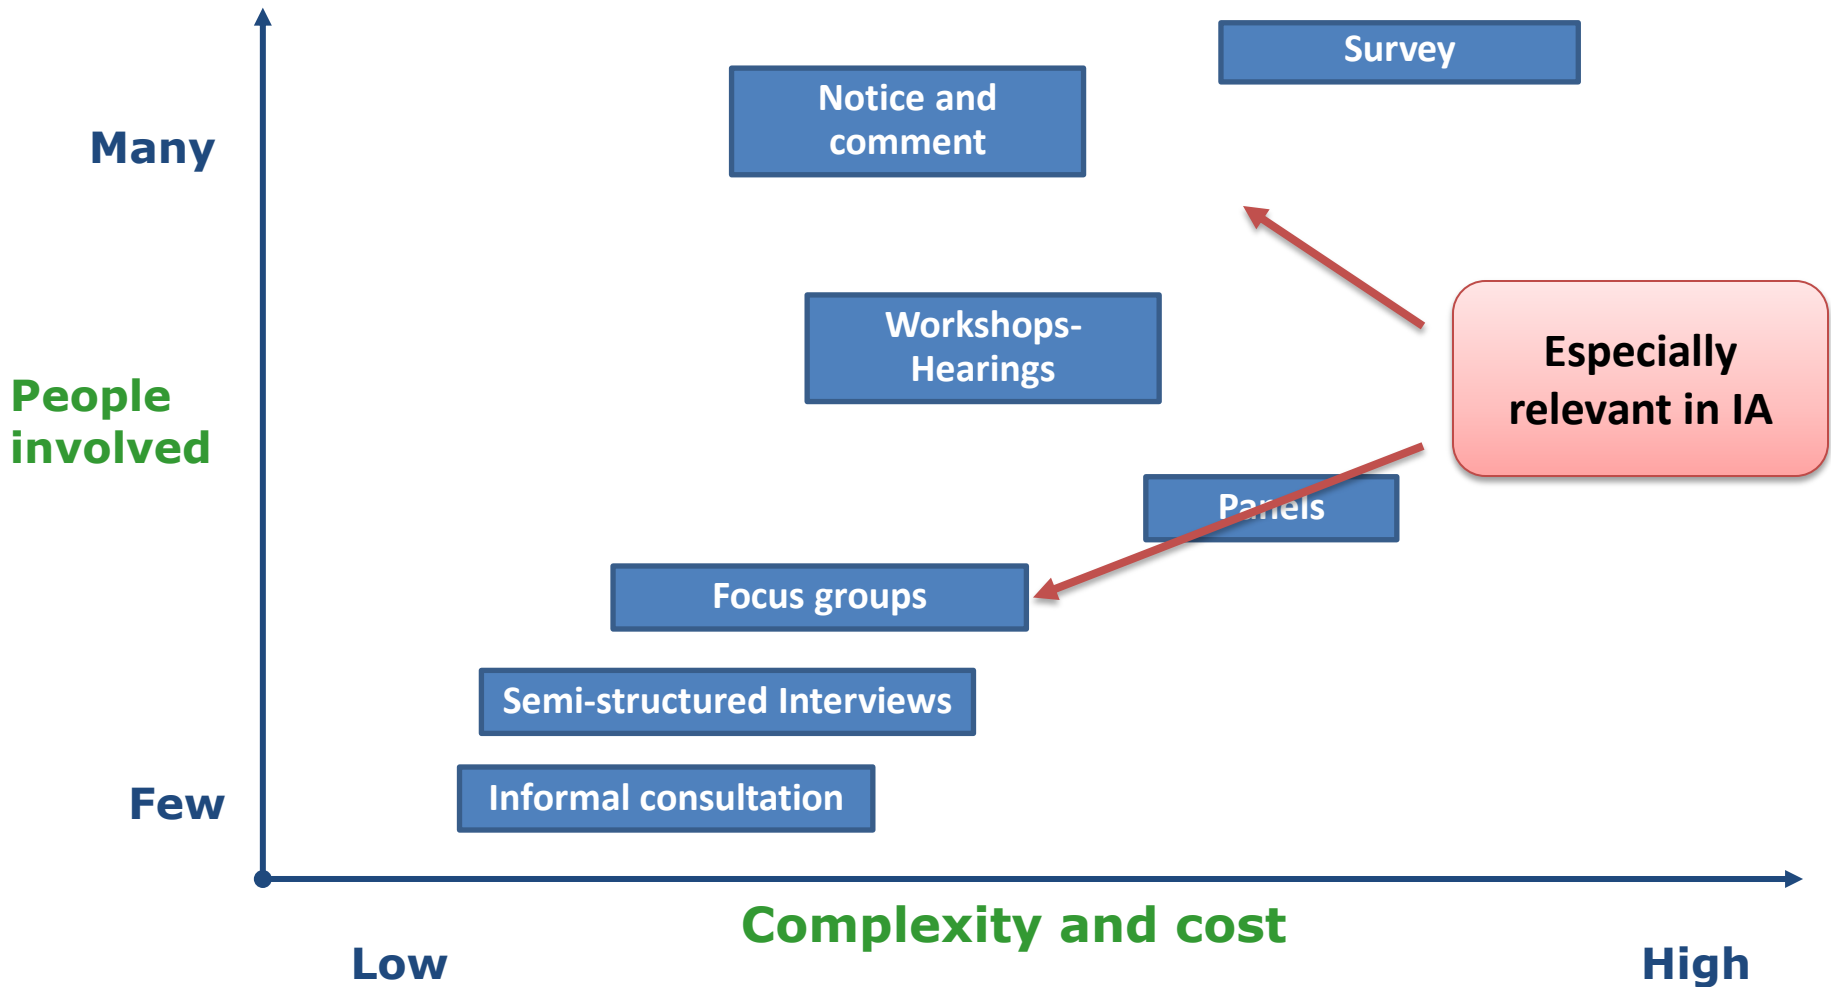 Survey
Notice and
comment
Many
Workshops-
Hearings
Especially
relevant in IA
People
involved
Panels
Focus groups
Semi-structured Interviews
Informal consultation
Few
Complexity and cost
Low
High